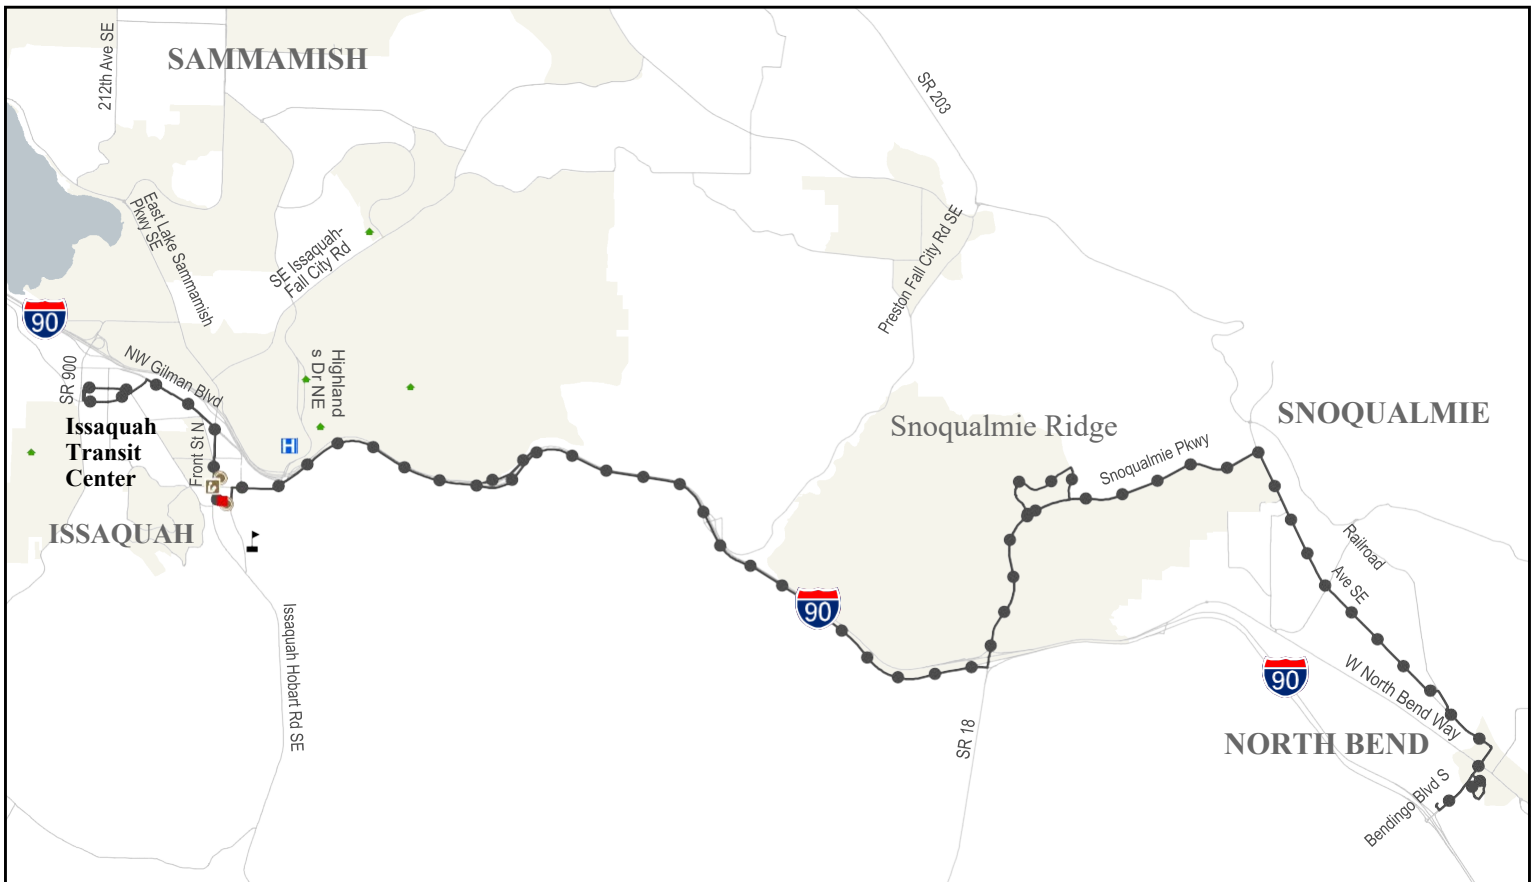 212th Ave SE
SAMMAMISH
SR 203
East Lake Sammamish
Pkwy SE
SE Issaquah-
Fall City Rd
Preston Fall City Rd SE
90
NW Gilman Blvd
SR 900
Highland
s Dr NE
Issaquah
Transit
Center
Front St N
H
ISSAQUAH
Snoqualmie Ridge
SNOQUALMIE
Snoqualmie Pkwy
Railroad
Ave SE
90
Issaquah Hobart Rd SE
90
W North Bend Way
SR 18
NORTH BEND
Bendingo Blvd S